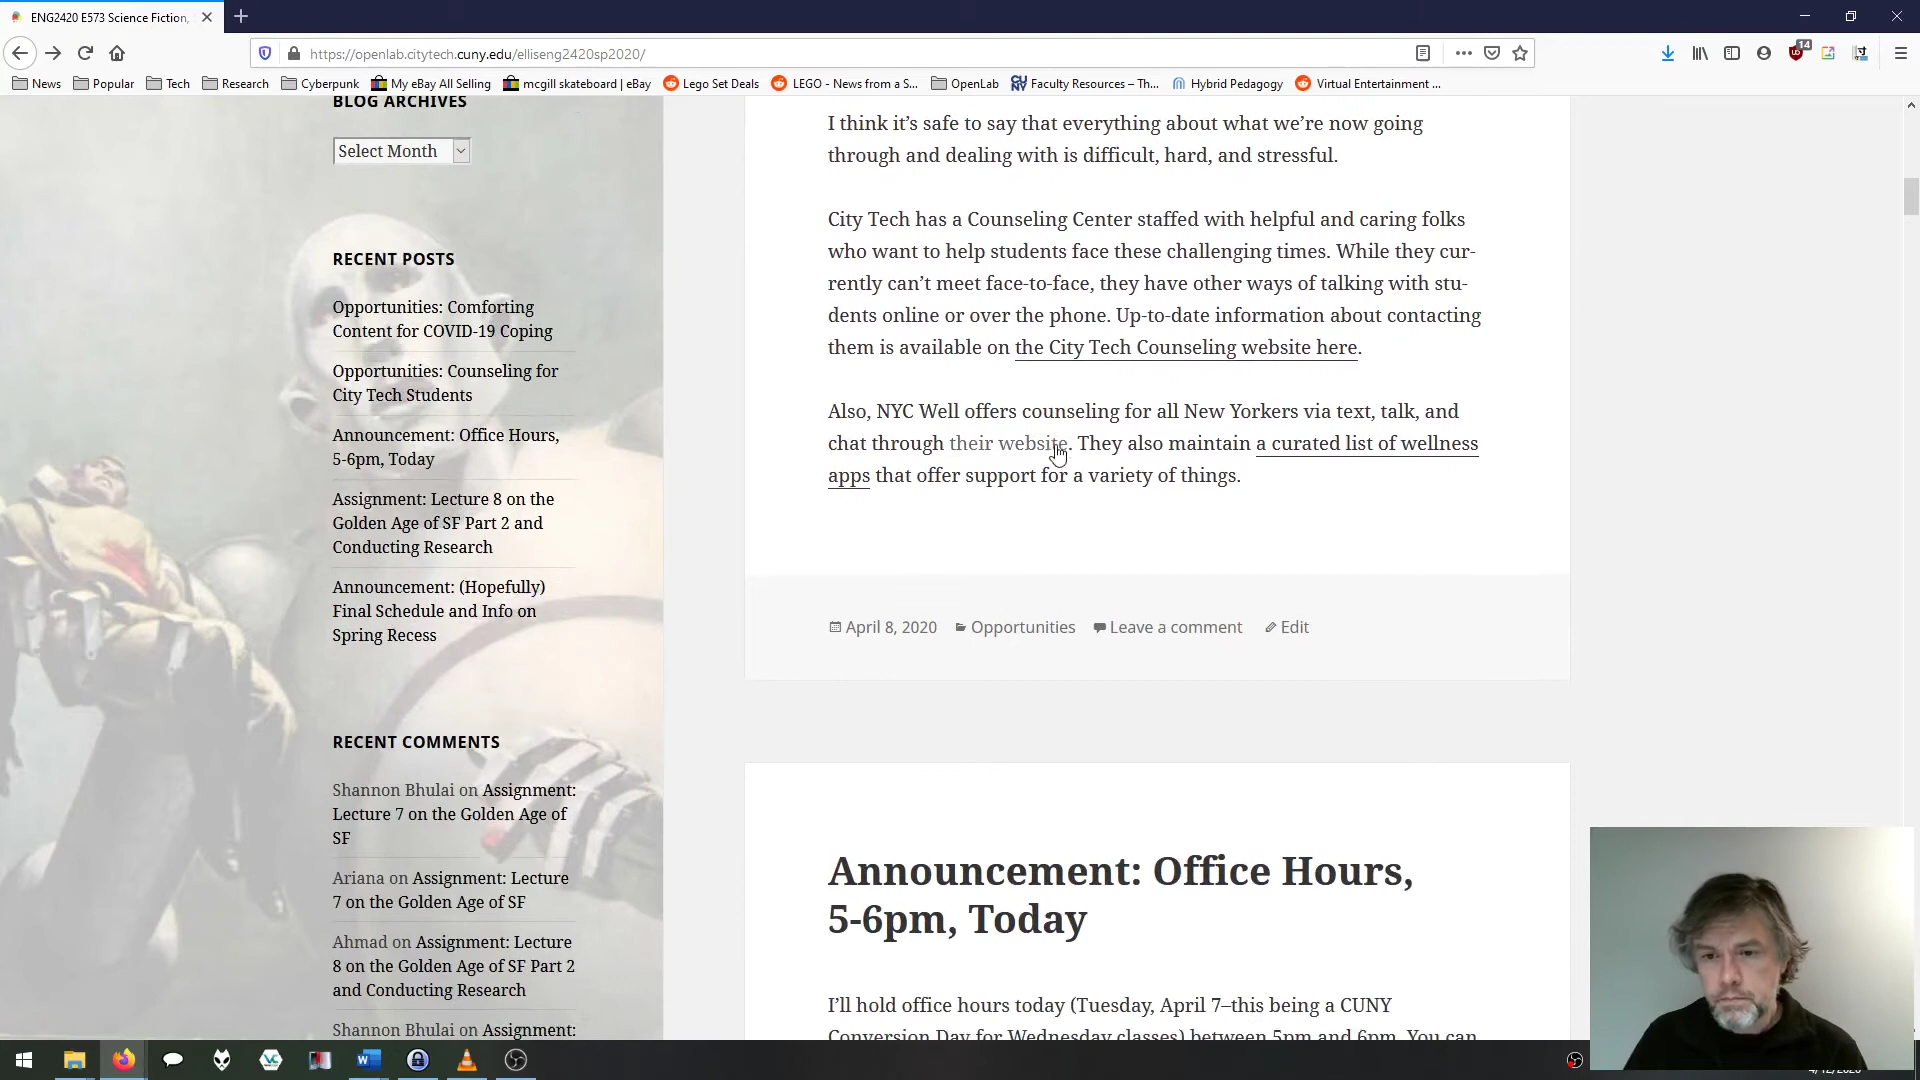 ENG2420 E573 Science Fiction,
https://openlab.citytech.cuny.edu/elliseng2420sp2020/
14
News
Popular
Tech
Research
Cyberpunk
My eBay All Selling
mcgill skateboard | eBay
Lego Set Deals
LEGO - News from a S...
OpenLab
Faculty Resources – Th...
Hybrid Pedagogy
Virtual Entertainment ...
BLOG ARCHIVES
Select Month
RECENT POSTS
Opportunities: Comforting
Content for COVID-19 Coping
Opportunities: Counseling for
City Tech Students
Announcement: Office Hours,
5-6pm, Today
Assignment: Lecture 8 on the
Golden Age of SF Part 2 and
Conducting Research
Announcement: (Hopefully)
Final Schedule and Info on
Spring Recess
RECENT COMMENTS
Shannon Bhulai on Assignment:
Lecture 7 on the Golden Age of
SF
Ariana on Assignment: Lecture
7 on the Golden Age of SF
Ahmad on Assignment: Lecture
8 on the Golden Age of SF Part 2
and Conducting Research
Shannon Bhulai on Assignment:
I think it’s safe to say that everything about what we’re now going
through and dealing with is difficult, hard, and stressful.
City Tech has a Counseling Center staffed with helpful and caring folks
who want to help students face these challenging times. While they cur-
rently can’t meet face-to-face, they have other ways of talking with stu-
dents online or over the phone. Up-to-date information about contacting
them is available on the City Tech Counseling website here.
Also, NYC Well offers counseling for all New Yorkers via text, talk, and
chat through their website. They also maintain a curated list of wellness
apps that offer support for a variety of things.
April 8, 2020
Opportunities
Leave a comment
Edit
Announcement: Office Hours,
5-6pm, Today
I’ll hold office hours today (Tuesday, April 7–this being a CUNY
Conversion Day for Wednesday classes) between 5pm and 6pm. You can